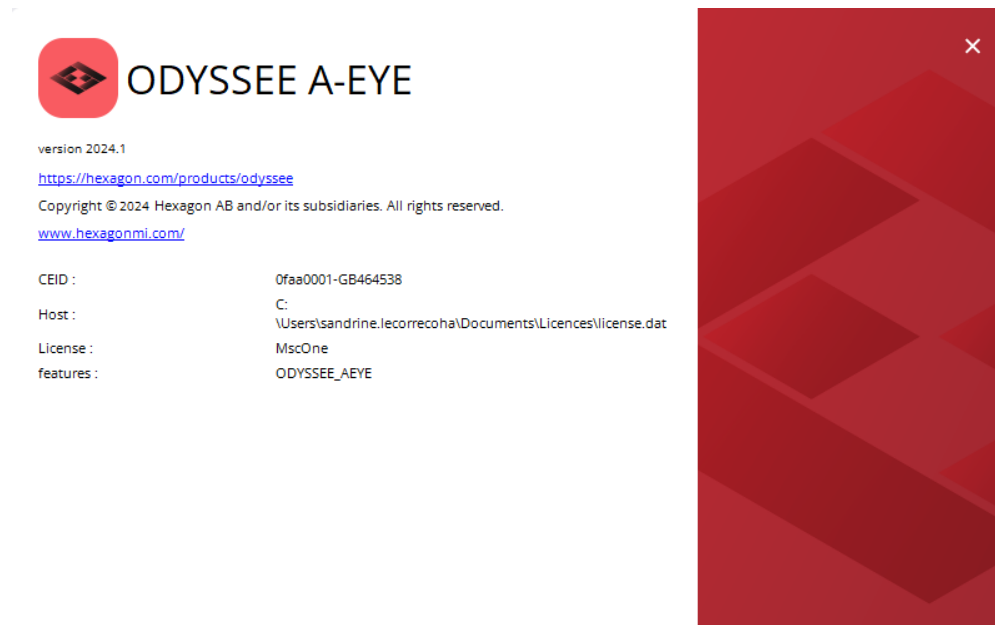 ODYSSEE A-EYE
version 2024.1
https://hexagon.com/products/odyssee
Copyright © 2024 Hexagon AB and/or its subsidiaries. All rights reserved.
www.hexagonmi.com/
CEID : 0faa0001-GB464538
Host : C:
\Users\sandrine.lecorrecoha\Documents\Licences\license.dat
License : MscOne
features : ODYSSEE_AEYE